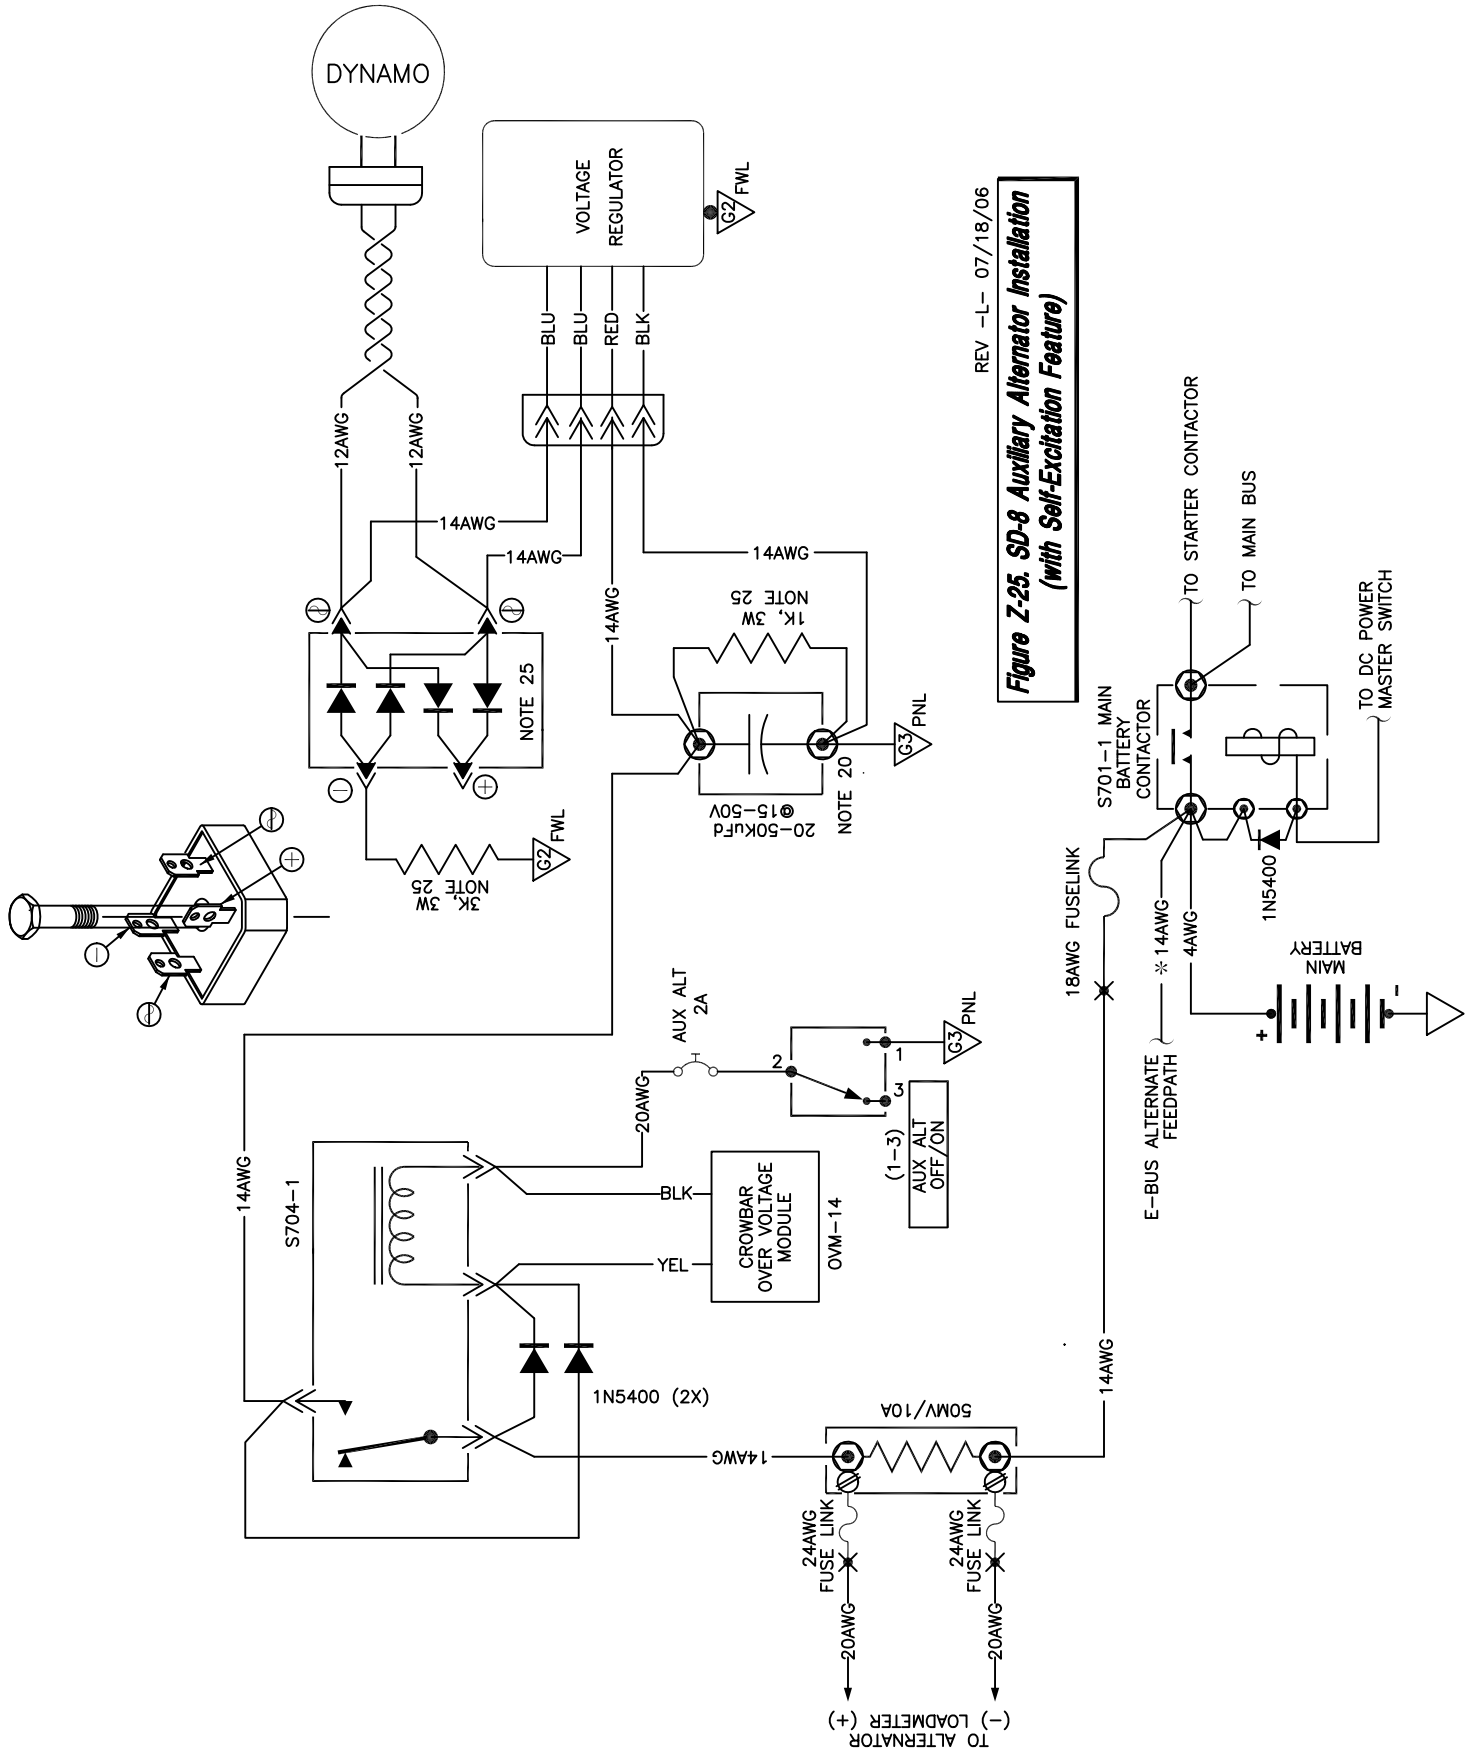 DYNAMO
12AWG
12AWG
VOLTAGE
REGULATOR
G2
FWL
BLU
BLU
RED
BLK
14AWG
14AWG
14AWG
14AWG
NOTE 25
−
+
+
−
3K, 3W
NOTE 25
G2
FWL
1K, 3W
NOTE 25
20-50KuFd
@15-50V
NOTE 20
G3
PNL
REV -L- 07/18/06
Figure Z-25. SD-8 Auxiliary Alternator Installation
(with Self-Excitation Feature)
14AWG
S704-1
20AWG
AUX ALT
2A
2
1
3
G3
PNL
(1-3)
AUX ALT
OFF/ON
BLK
YEL
CROWBAR
OVER VOLTAGE
MODULE
OVM-14
1N5400 (2X)
14AWG
50MV/10A
24AWG
FUSE LINK
24AWG
FUSE LINK
20AWG
20AWG
TO ALTERNATOR
(-) LOADMETER (+)
14AWG
18AWG FUSELINK
E-BUS ALTERNATE
FEEDPATH
* 14AWG
4AWG
S701-1 MAIN
BATTERY
CONTACTOR
1N5400
TO STARTER CONTACTOR
TO MAIN BUS
TO DC POWER
MASTER SWITCH
MAIN
BATTERY
+
-